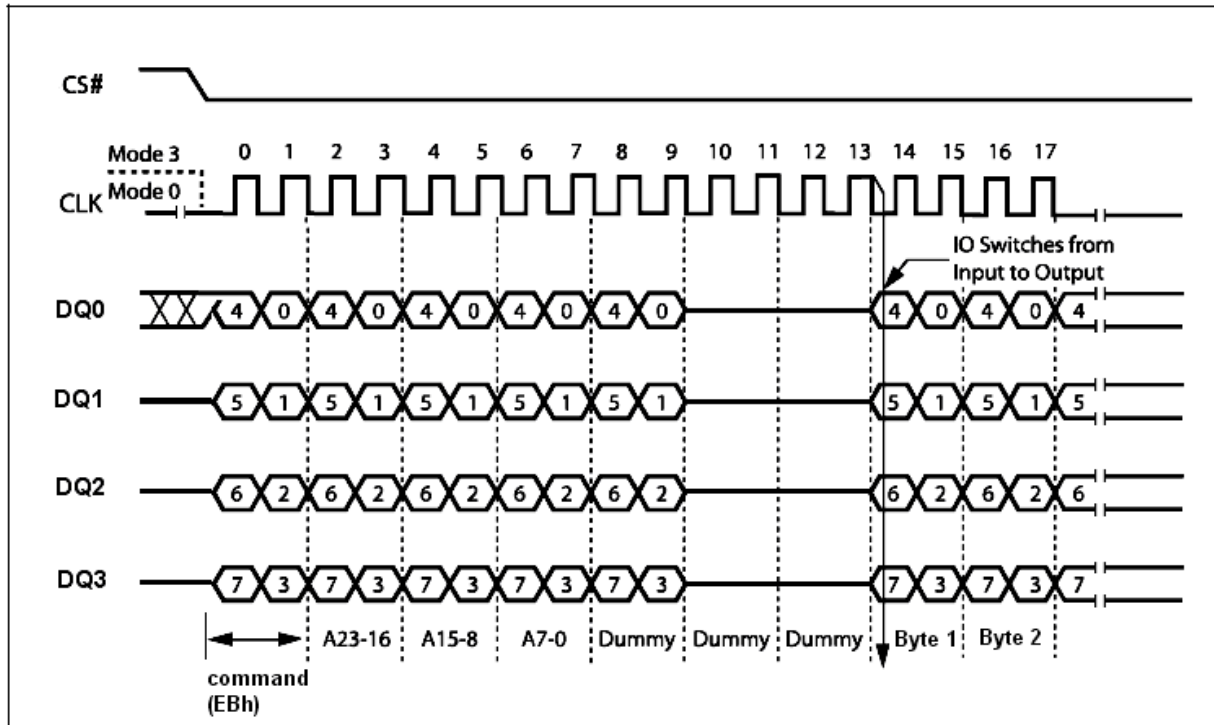 CS#
Mode 3
0 1 2 3 4 5 6 7 8 9 10 11 12 13 14 15 16 17
Mode 0
CLK
IO Switches from
Input to Output
DQ0
4 0 4 0 4 0 4 0 4 0 4 0 4 0 4
DQ1
5 1 5 1 5 1 5 1 5 1 5 1 5 1 5
DQ2
6 2 6 2 6 2 6 2 6 2 6 2 6 2 6
DQ3
7 3 7 3 7 3 7 3 7 3 7 3 7 3 7
A23-16 A15-8 A7-0 Dummy Dummy Dummy Byte 1 Byte 2
command
(EBh)